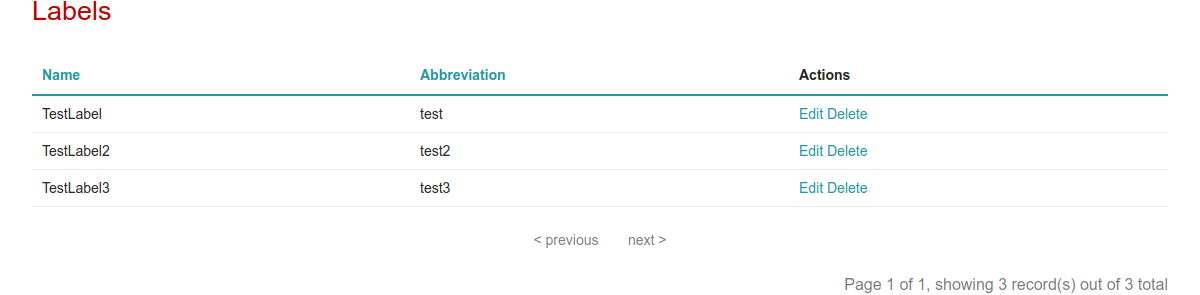 Labels
Name Abbreviation Actions
TestLabel test Edit Delete
TestLabel2 test2 Edit Delete
TestLabel3 test3 Edit Delete
< previous next >
Page 1 of 1, showing 3 record(s) out of 3 total